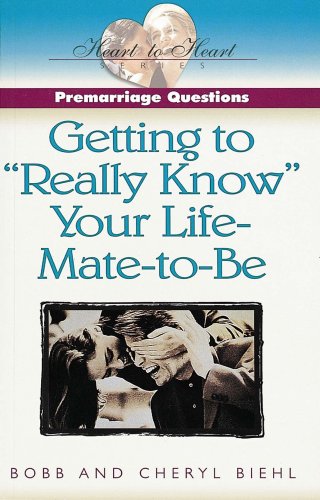 Heart to Heart
SERIES
Premarriage Questions
Getting to
“Really Know”
Your Life-
Mate-to-Be
BOBB AND CHERYL BIEHL